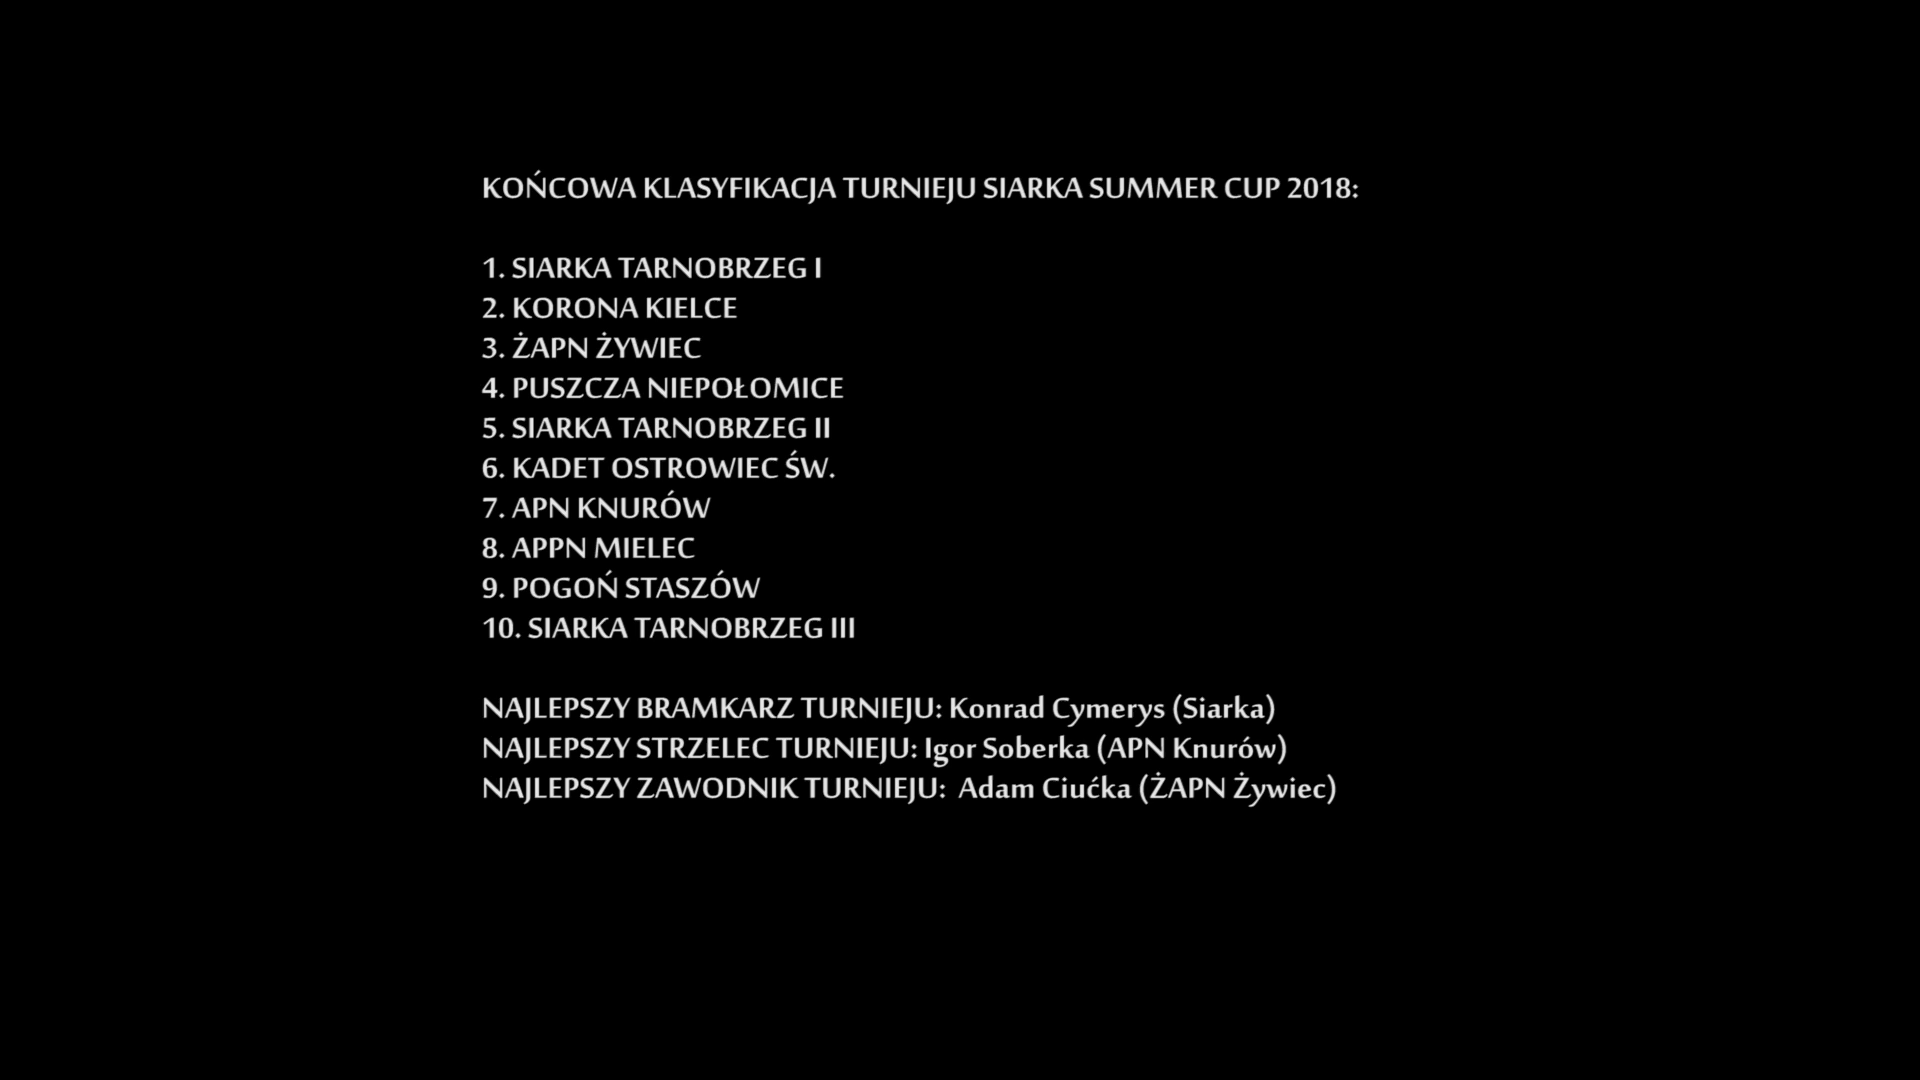 KOŃCOWA KLASYFIKACJA TURNIEJU SIARKA SUMMER CUP 2018:
1. SIARKA TARNOBRZEG I
2. KORONA KIELCE
3. ŻAPN ŻYWIEC
4. PUSZCZA NIEPOŁOMICE
5. SIARKA TARNOBRZEG II
6. KADET OSTROWIEC ŚW.
7. APN KNURÓW
8. APPN MIELEC
9. POGOŃ STASZÓW
10. SIARKA TARNOBRZEG III
NAJLEPSZY BRAMKARZ TURNIEJU: Konrad Cymerys (Siarka)
NAJLEPSZY STRZELEC TURNIEJU: Igor Soberka (APN Knurów)
NAJLEPSZY ZAWODNIK TURNIEJU:  Adam Ciućka (ŻAPN Żywiec)